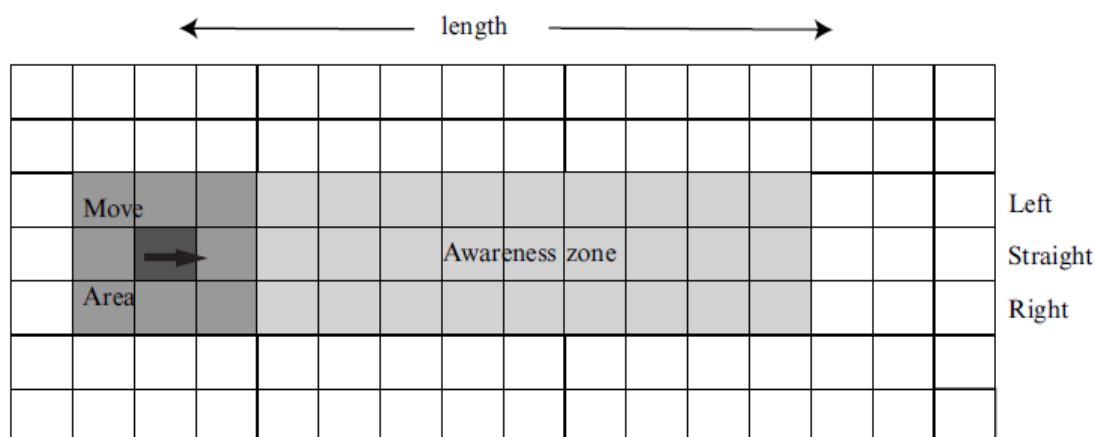 length
Move
Left
Awareness zone
Straight
Area
Right